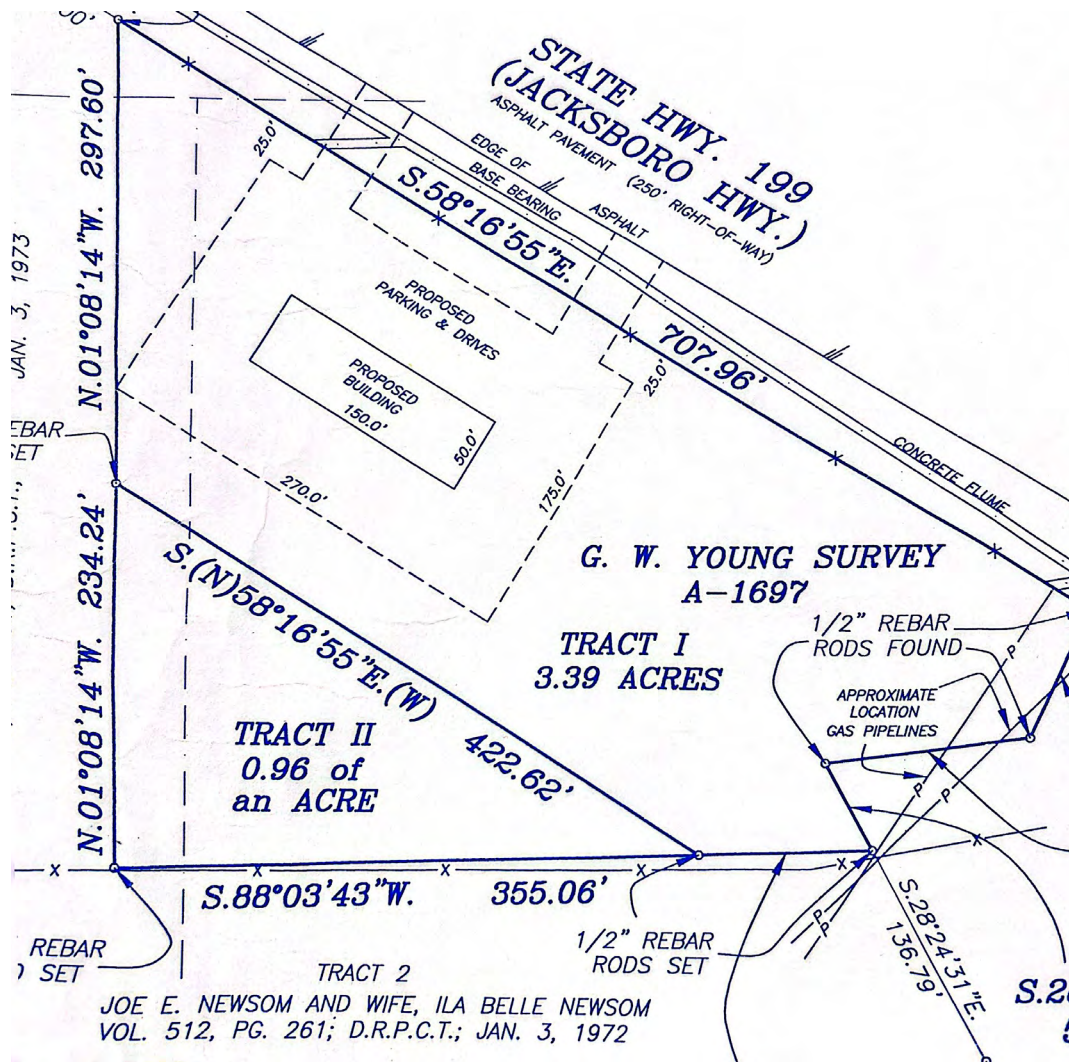 STATE HWY. 199
(JACKSBORO HWY.)
ASPHALT PAVEMENT (250' RIGHT-OF-WAY)
EDGE OF ASPHALT
BASE BEARING
S.58°16'55"E. 707.96'
CONCRETE FLUME
N.01°08'14"W. 297.60'
JAN. 3, 1973
25.0'
PROPOSED
PARKING & DRIVES
PROPOSED
BUILDING
150.0'
50.0'
25.0'
270.0'
175.0'
SET
N.01°08'14"W. 234.24'
S.(N)58°16'55"E.(W) 422.62'
G. W. YOUNG SURVEY
A-1697
TRACT I
3.39 ACRES
1/2" REBAR
RODS FOUND
APPROXIMATE
LOCATION
GAS PIPELINES
P
P
P
P
P
P
TRACT II
0.96 of
an ACRE
X X X X X X
S.88°03'43"W. 355.06'
REBAR
SET
1/2" REBAR
RODS SET
S.28°24'31"E.
136.79'
TRACT 2
JOE E. NEWSOM AND WIFE, ILA BELLE NEWSOM
VOL. 512, PG. 261; D.R.P.C.T.; JAN. 3, 1972